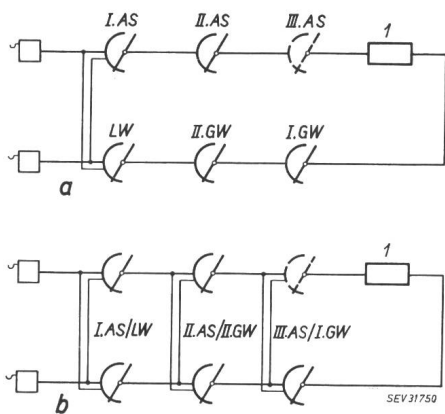 I.AS II.AS III.AS 1
LW II.GW I.GW
a
1
I.AS/LW II.AS/II.GW III.AS/I.GW
b
SEV31750